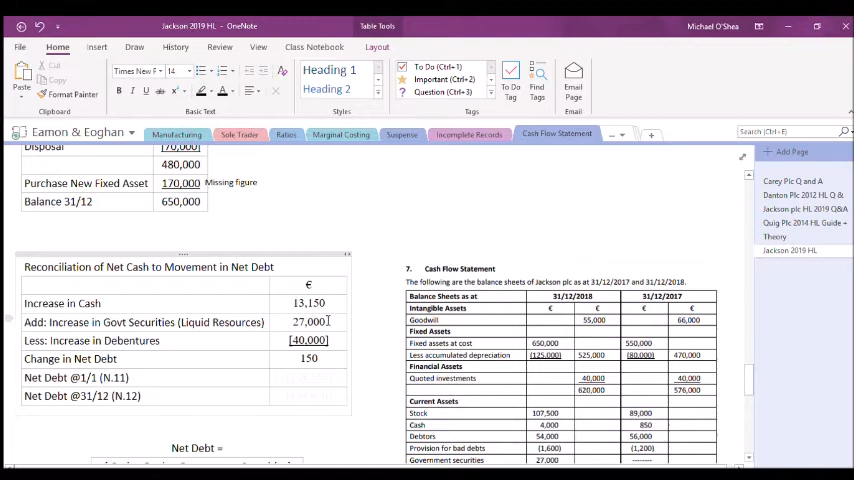 Jackson 2019 HL - OneNote
Table Tools
Michael O'Shea
File Home Insert Draw History Review View Class Notebook Layout
Paste
Cut
Copy
Format Painter
Clipboard
Times New R 14
B I U ab x
A
Basic Text
Heading 1
Heading 2
Styles
To Do (Ctrl+1)
Important (Ctrl+2)
Question (Ctrl+3)
To Do Tag
Find Tags
Tags
Email Page
Email
Eamon & Eoghan
Manufacturing Sole Trader Ratios Marginal Costing Suspense Incomplete Records Cash Flow Statement
Search (Ctrl+E)
Add Page
Carey Plc Q and A
Danton Plc 2012 HL Q &
Jackson plc HL 2019 Q&A
Quig Plc 2014 HL Guide +
Theory
Jackson 2019 HL
Disposal [70,000]
480,000
Purchase New Fixed Asset 170,000 Missing figure
Balance 31/12 650,000
Reconciliation of Net Cash to Movement in Net Debt
€
Increase in Cash 13,150
Add: Increase in Govt Securities (Liquid Resources) 27,000
Less: Increase in Debentures [40,000]
Change in Net Debt 150
Net Debt @1/1 (N.11)
Net Debt @31/12 (N.12)
Net Debt =
7. Cash Flow Statement
The following are the balance sheets of Jackson plc as at 31/12/2017 and 31/12/2018.
Balance Sheets as at 31/12/2018 31/12/2017
Intangible Assets € € € €
Goodwill 55,000 66,000
Fixed Assets
Fixed assets at cost 650,000 550,000
Less accumulated depreciation (125,000) 525,000 (80,000) 470,000
Financial Assets
Quoted investments 40,000 40,000
620,000 576,000
Current Assets
Stock 107,500 89,000
Cash 4,000 850
Debtors 54,000 56,000
Provision for bad debts (1,600) (1,200)
Government securities 27,000 --------